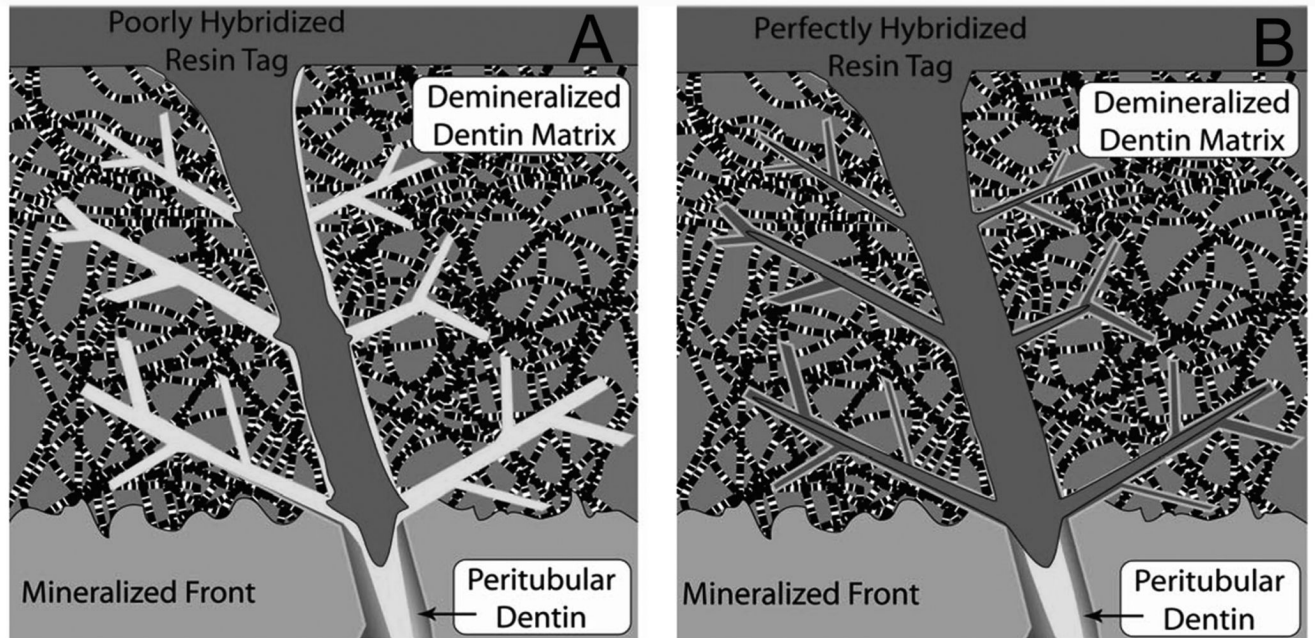 Poorly Hybridized
Resin Tag
A
Demineralized
Dentin Matrix
Mineralized Front
Peritubular
Dentin
Perfectly Hybridized
Resin Tag
B
Demineralized
Dentin Matrix
Mineralized Front
Peritubular
Dentin